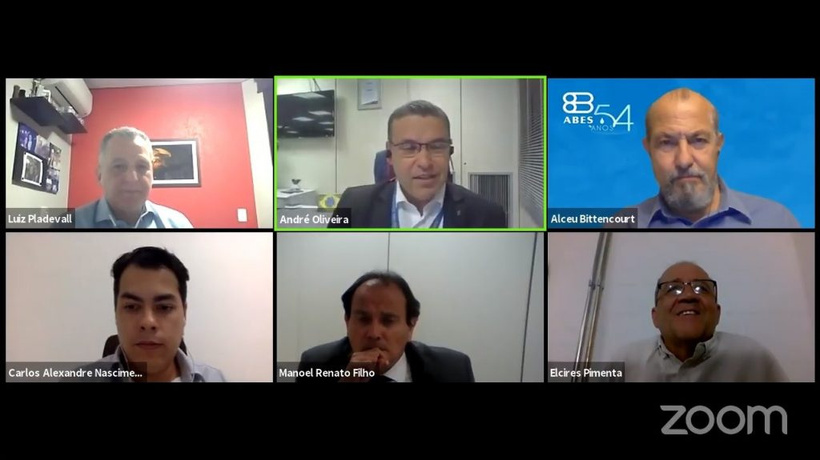 ABES
54
ANOS
Luiz Pladevall
André Oliveira
Alceu Bittencourt
Carlos Alexandre Nascime...
Manoel Renato Filho
Elcires Pimenta
zoom